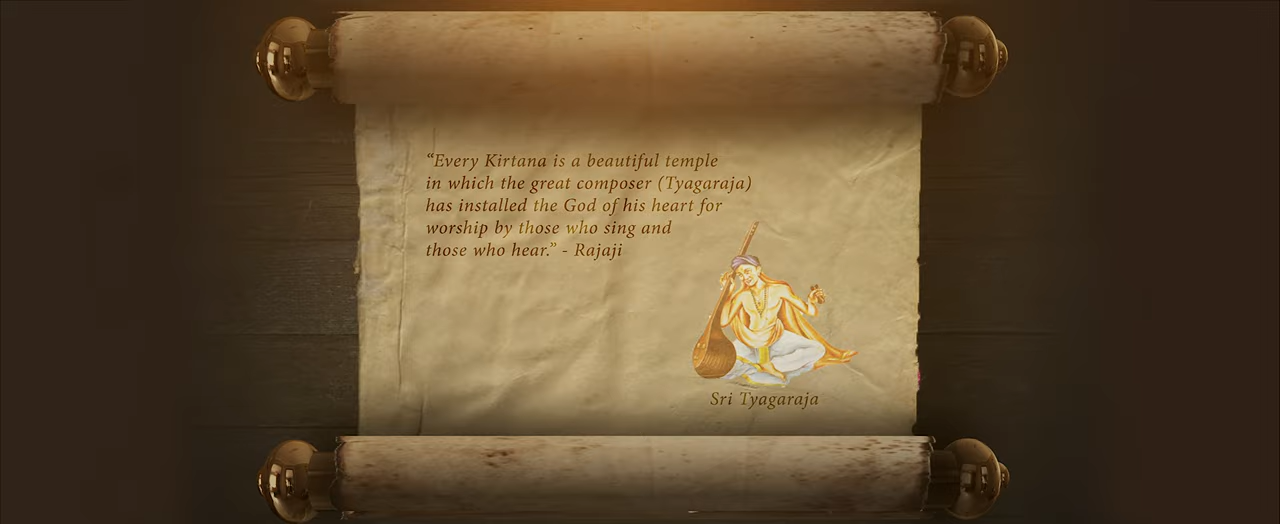 “Every Kirtana is a beautiful temple
in which the great composer (Tyagaraja)
has installed the God of his heart for
worship by those who sing and
those who hear.” - Rajaji
Sri Tyagaraja